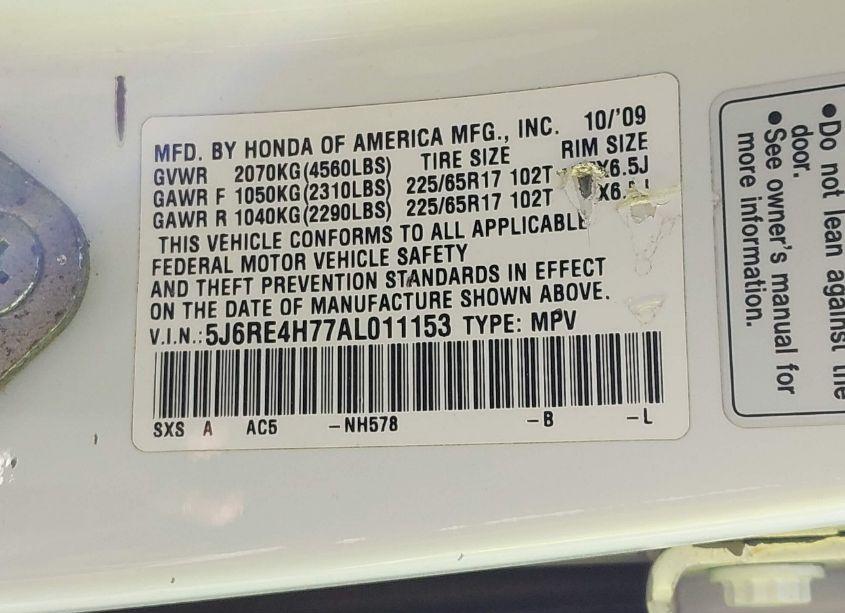 MFD. BY HONDA OF AMERICA MFG., INC. 10/'09
GVWR 2070KG(4560LBS) TIRE SIZE RIM SIZE
GAWR F 1050KG(2310LBS) 225/65R17 102T X6.5J
GAWR R 1040KG(2290LBS) 225/65R17 102T
THIS VEHICLE CONFORMS TO ALL APPLICABLE
FEDERAL MOTOR VEHICLE SAFETY
AND THEFT PREVENTION STANDARDS IN EFFECT
ON THE DATE OF MANUFACTURE SHOWN ABOVE.
V.I.N.:5J6RE4H77AL011153 TYPE: MPV
SXS A AC5 -NH578 -B -L
•Do not lean against the
door.
•See owner's manual for
more information.